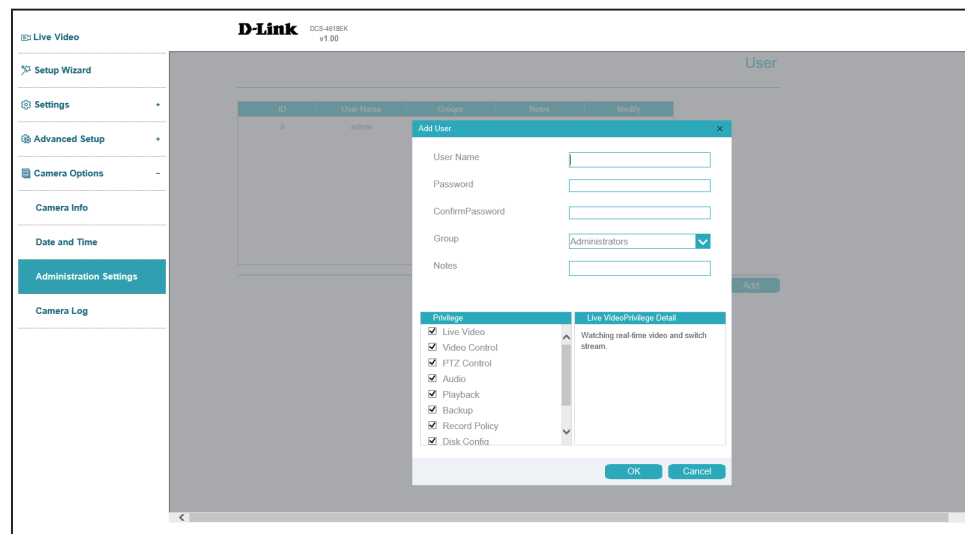 D-Link
DCS-4618EK
v1.00
Live Video
Setup Wizard
Settings +
Advanced Setup +
Camera Options -
Camera Info
Date and Time
Administration Settings
Camera Log
User
ID User Name Groups Notes Modify
0 admin
Add User ×
User Name
Password
ConfirmPassword
Group Administrators
Notes
Add
Privilege
Live Video
Video Control
PTZ Control
Audio
Playback
Backup
Record Policy
Disk Config
Live VideoPrivilege Detail
Watching real-time video and switch
stream.
OK Cancel